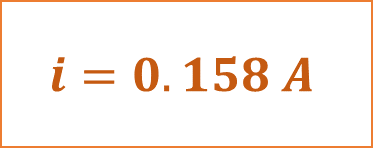 i = 0.158 A